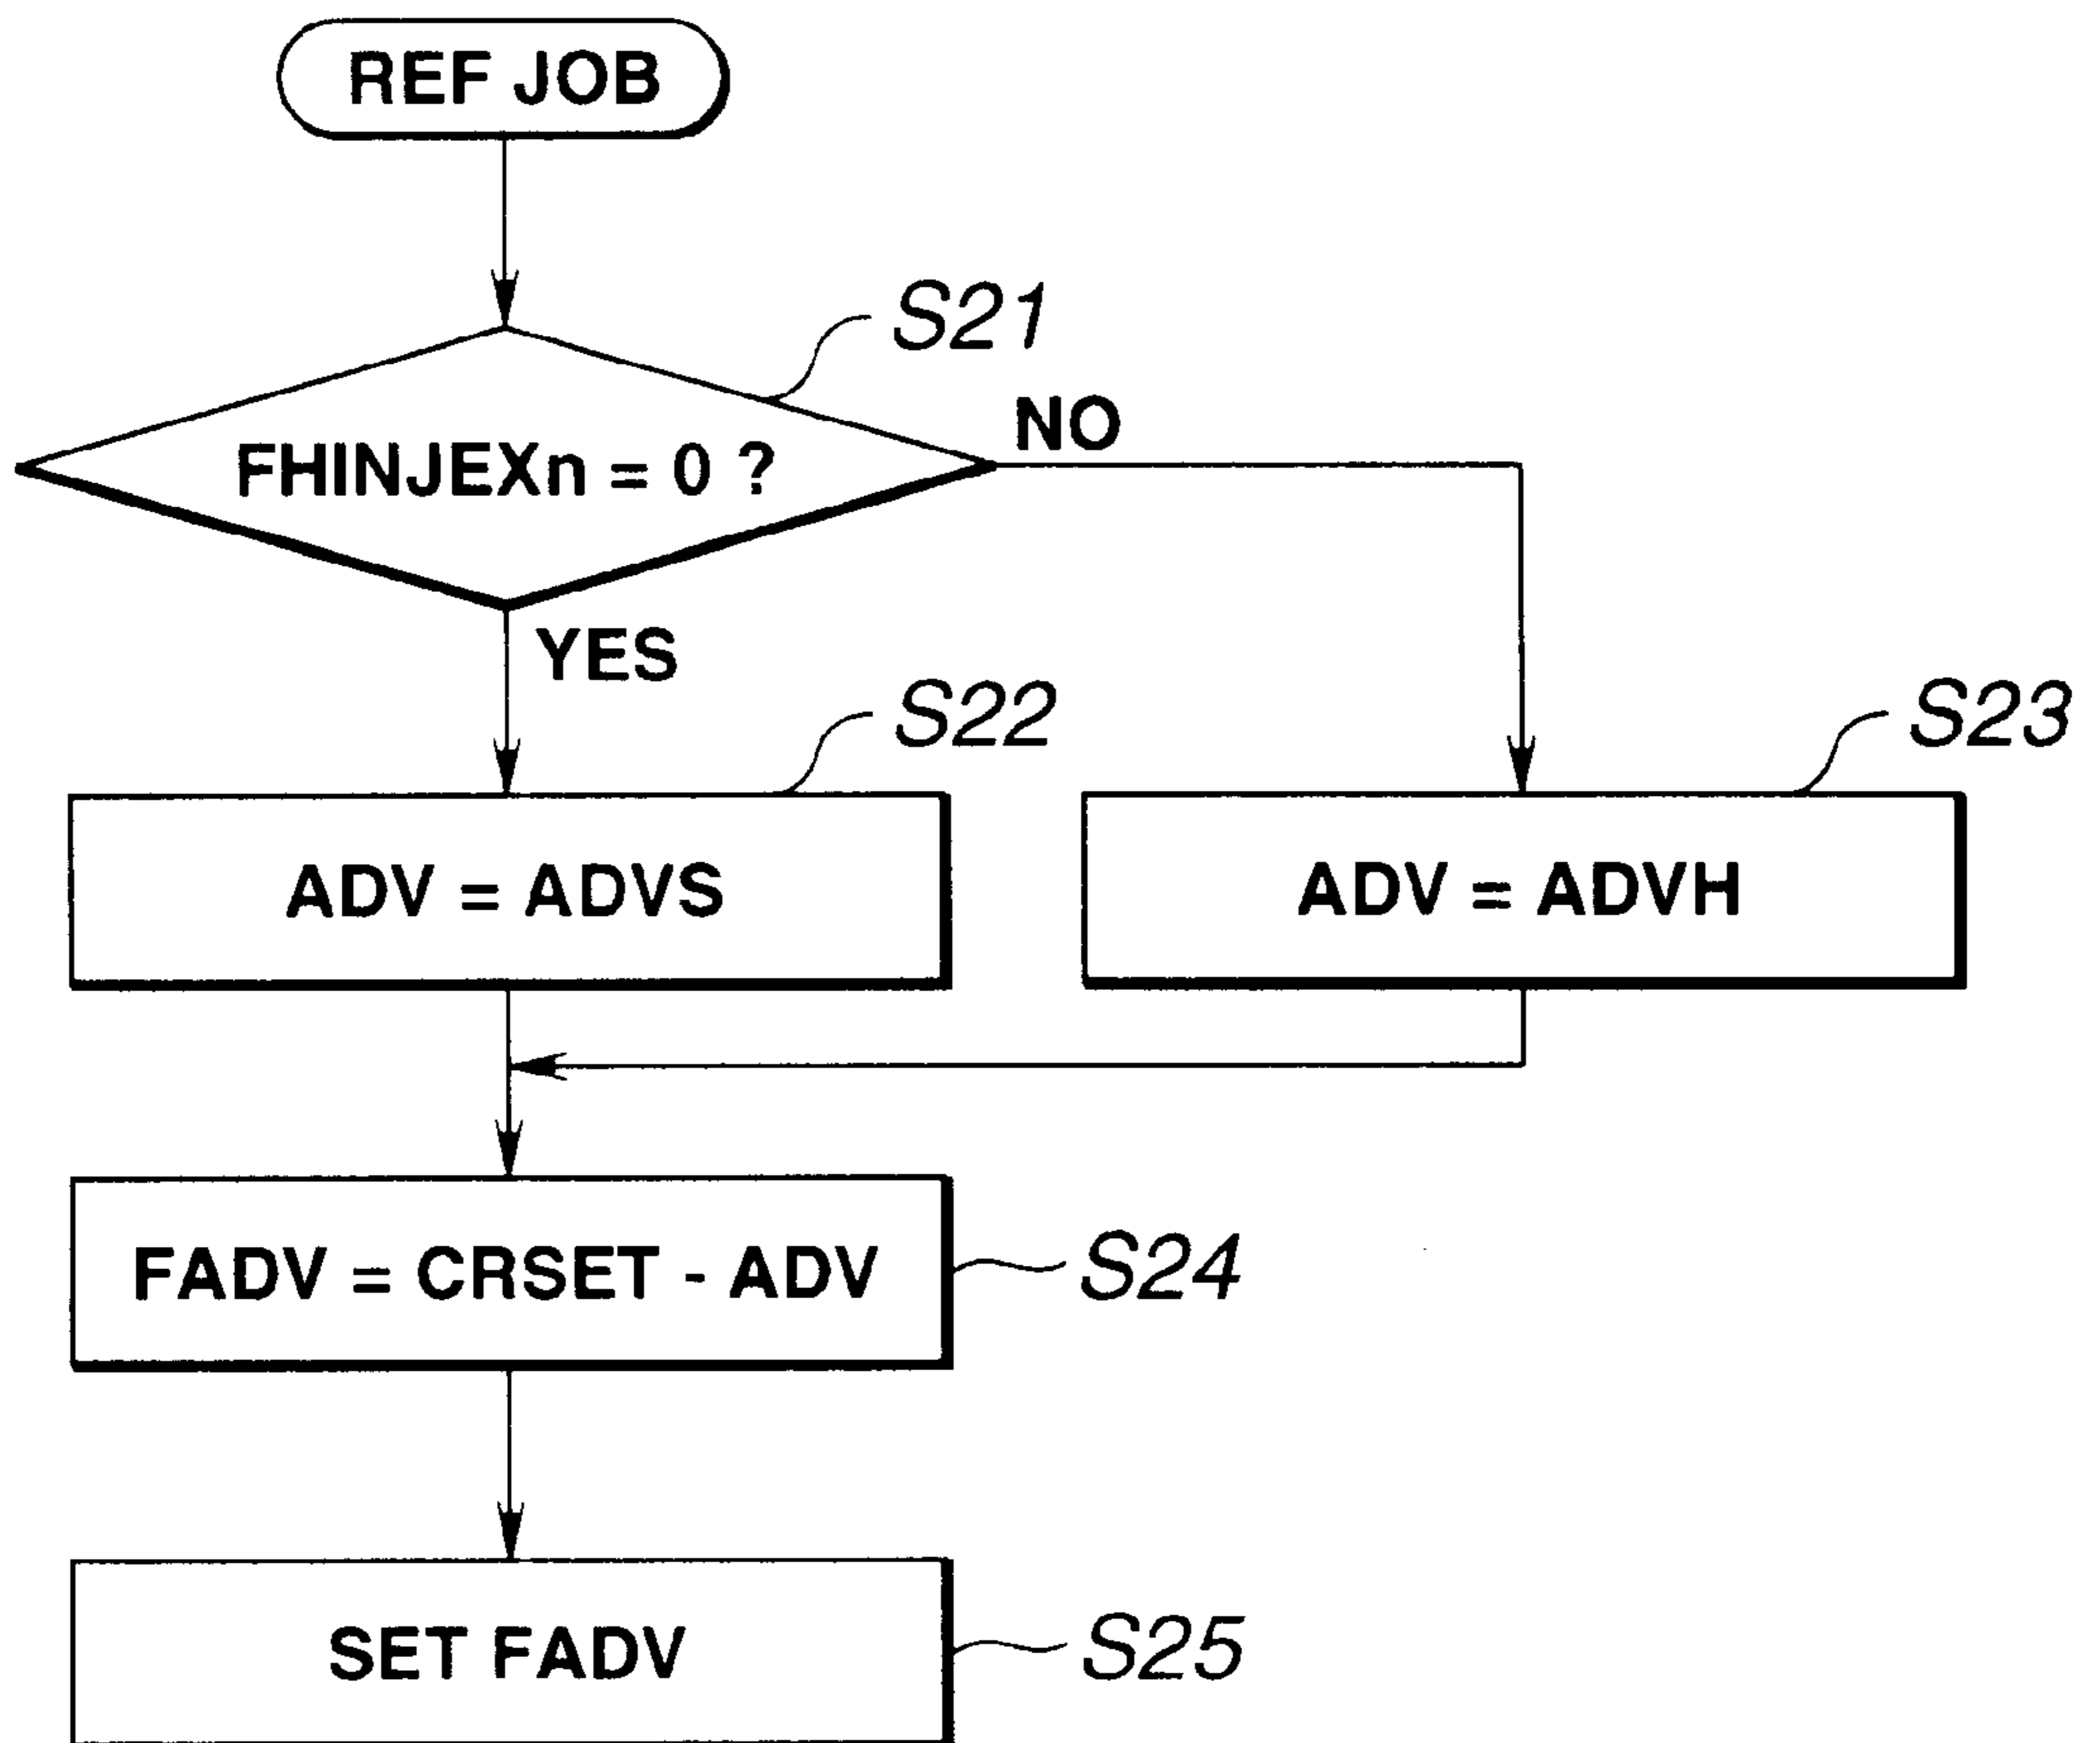 REF JOB
S21
FHINJEXn = 0 ?
NO
YES
S22
S23
ADV = ADVS
ADV = ADVH
FADV = CRSET - ADV
S24
SET FADV
S25